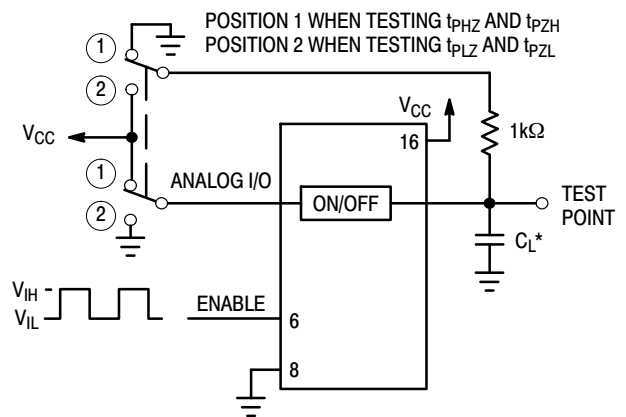 POSITION 1 WHEN TESTING tPHZ AND tPZH
POSITION 2 WHEN TESTING tPLZ AND tPZL
1
2
VCC
VCC
16
1kΩ
1
ANALOG I/O
ON/OFF
TEST
POINT
2
CL*
VIH
VIL
ENABLE
6
8